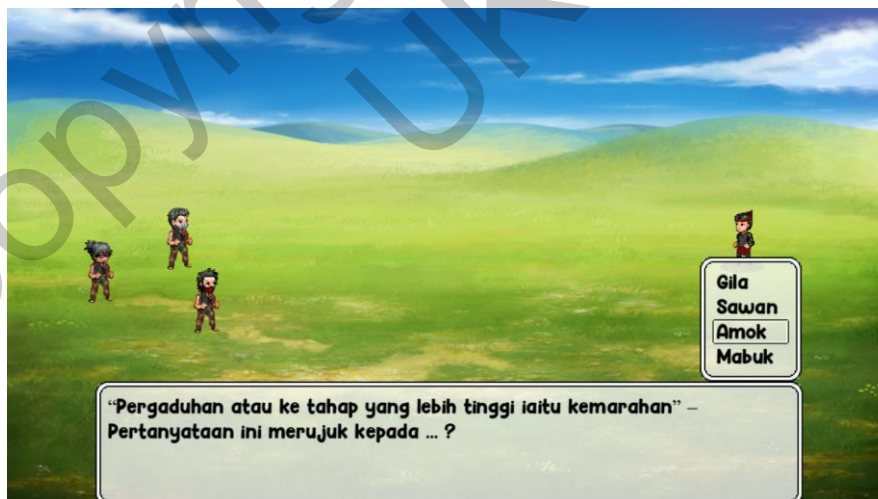 Gila
Sawan
Amok
Mabuk
“Pergaduhan atau ke tahap yang lebih tinggi iaitu kemarahan” –
Pertanyataan ini merujuk kepada ... ?